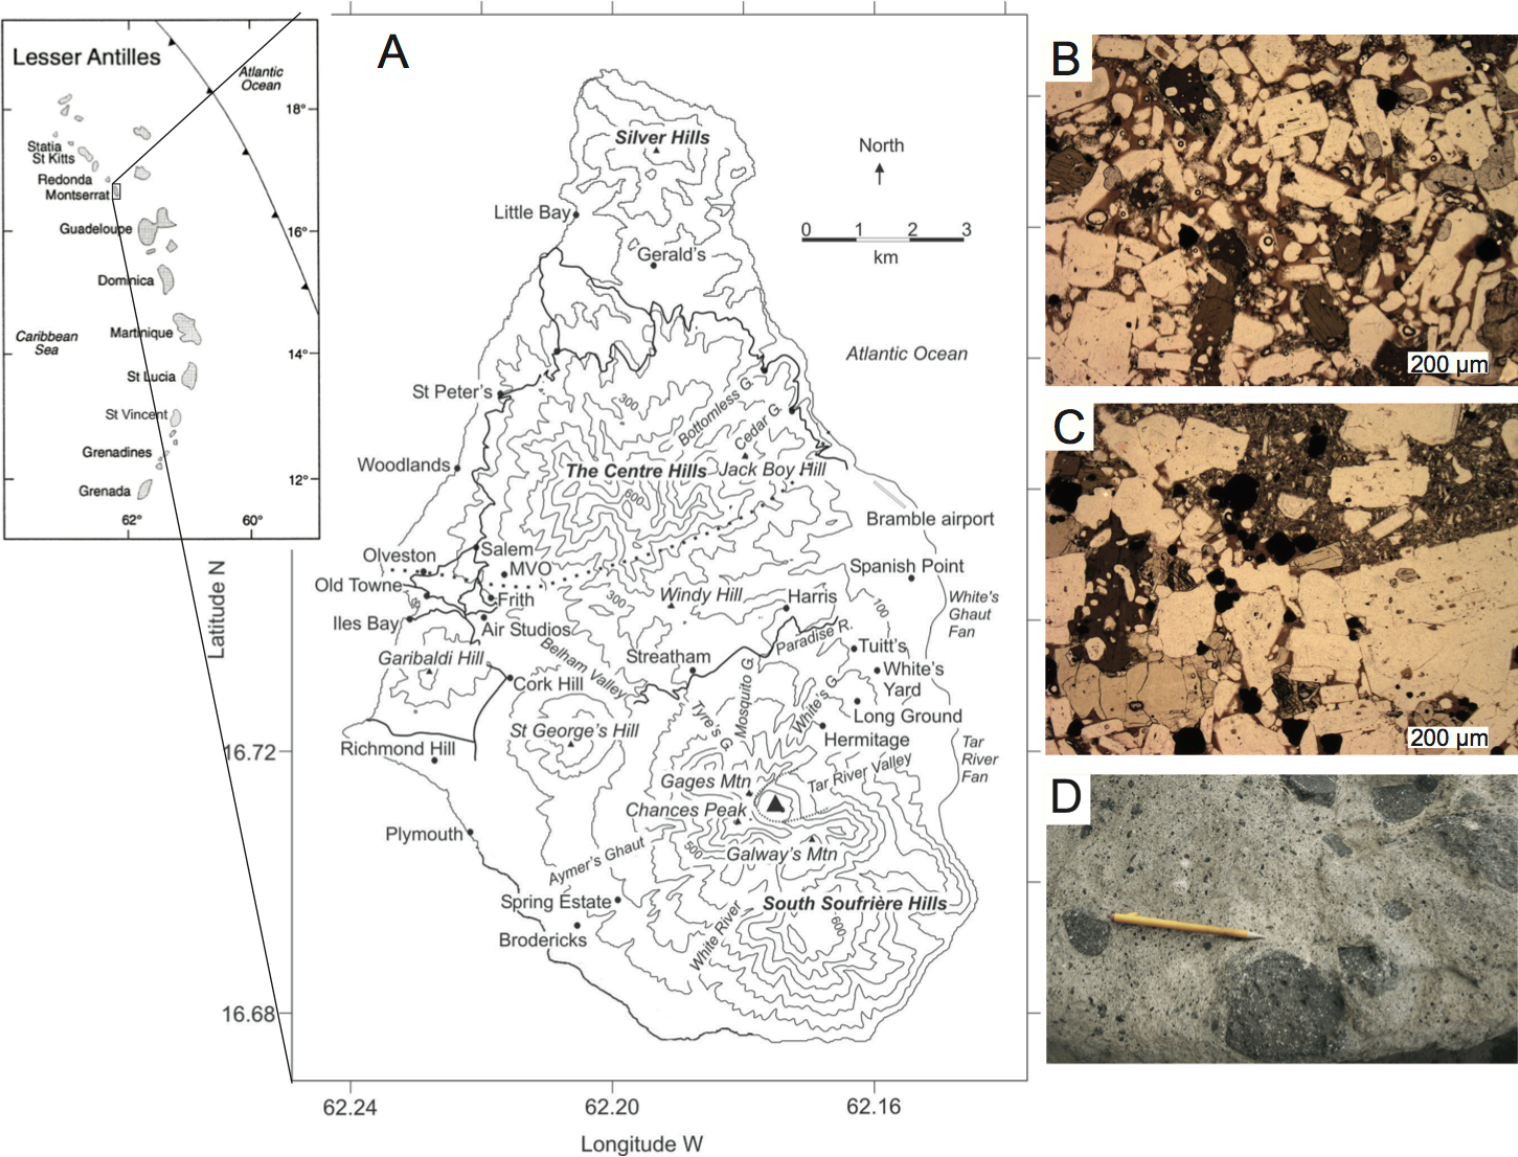 Lesser Antilles
Atlantic
Ocean
18°
Statia
St Kitts
Redonda
Montserrat
Guadeloupe
16°
Dominica
Martinique
Caribbean
Sea
14°
St Lucia
St Vincent
Grenadines
12°
Grenada
62°
60°
A
Silver Hills
North
Little Bay
0 1 2 3
km
Gerald's
Atlantic Ocean
St Peter's
300
Bottomless G.
Cedar G.
Woodlands
The Centre Hills
Jack Boy Hill
600
Bramble airport
Salem
Olveston
MVO
Spanish Point
Old Towne
Frith
300
Windy Hill
Harris
100
White's
Ghaut
Fan
Iles Bay
Air Studios
Paradise R.
Belham Valley
Streatham
Tuitt's
Garibaldi Hill
White's
Yard
Cork Hill
Mosquito G.
White's G.
Tyre's G.
Long Ground
St George's Hill
Hermitage
Richmond Hill
Tar
River
Fan
Tar River Valley
Gages Mtn
Chances Peak
Plymouth
500
Galway's Mtn
Aymer's Ghaut
Spring Estate
South Soufrière Hills
600
Brodericks
White River
Latitude N
16.72
16.68
62.24
62.20
62.16
Longitude W
B
200 µm
C
200 µm
D